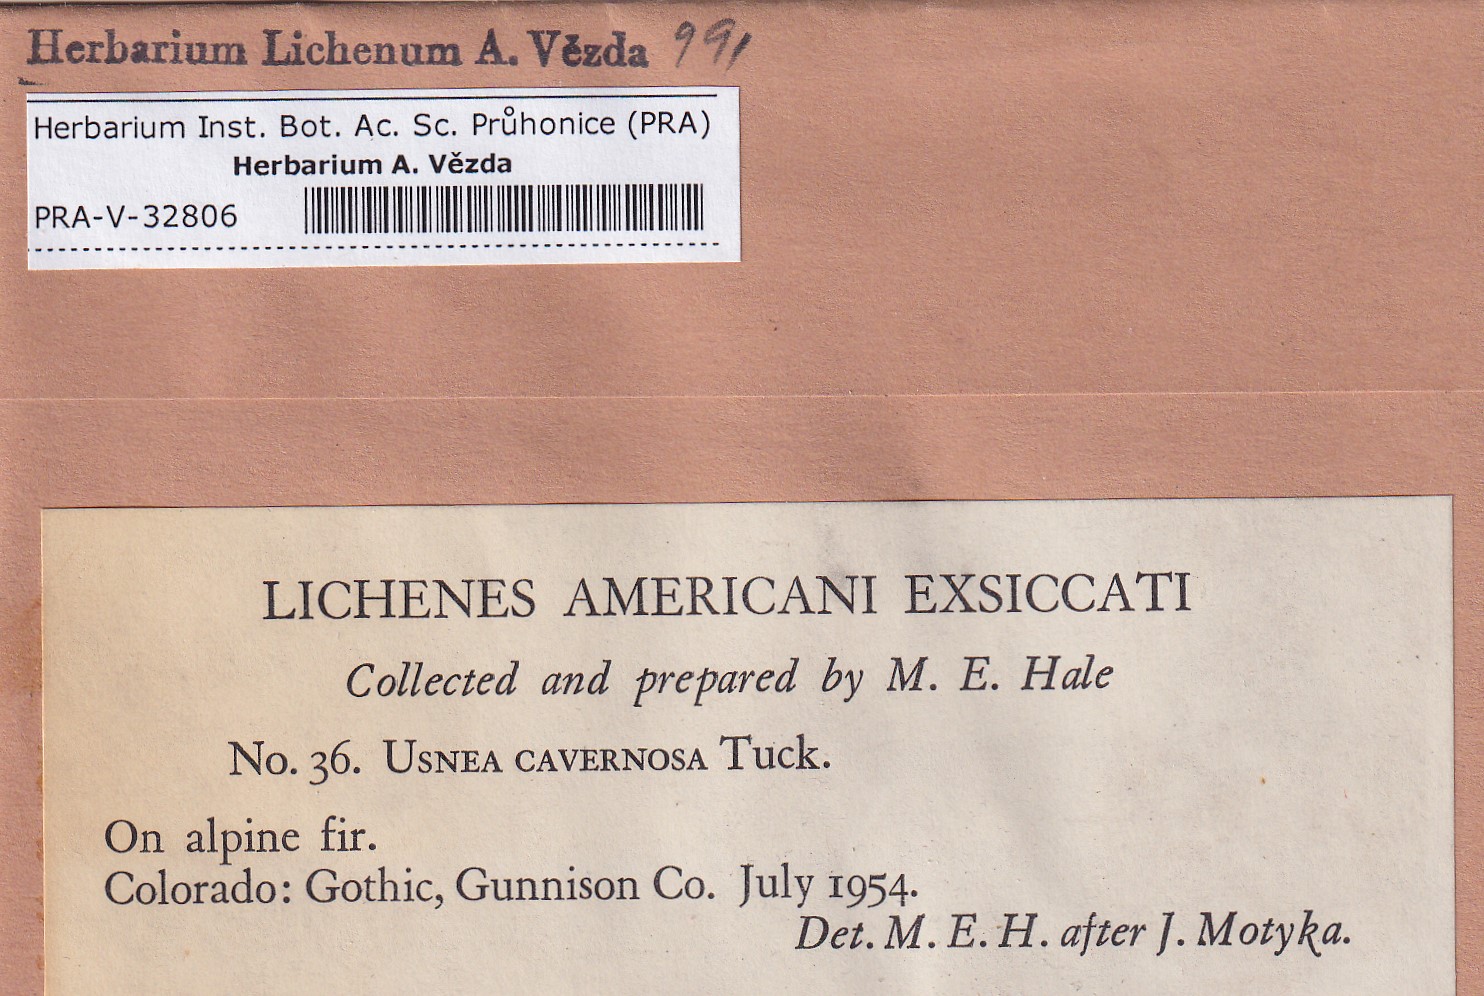 Herbarium Lichenum A. Vězda 991
Herbarium Inst. Bot. Ac. Sc. Průhonice (PRA)
Herbarium A. Vězda
PRA-V-32806
LICHENES AMERICANI EXSICCATI
Collected and prepared by M. E. Hale
No. 36. USNEA CAVERNOSA Tuck.
On alpine fir.
Colorado: Gothic, Gunnison Co. July 1954.
Det. M. E. H. after J. Motyka.